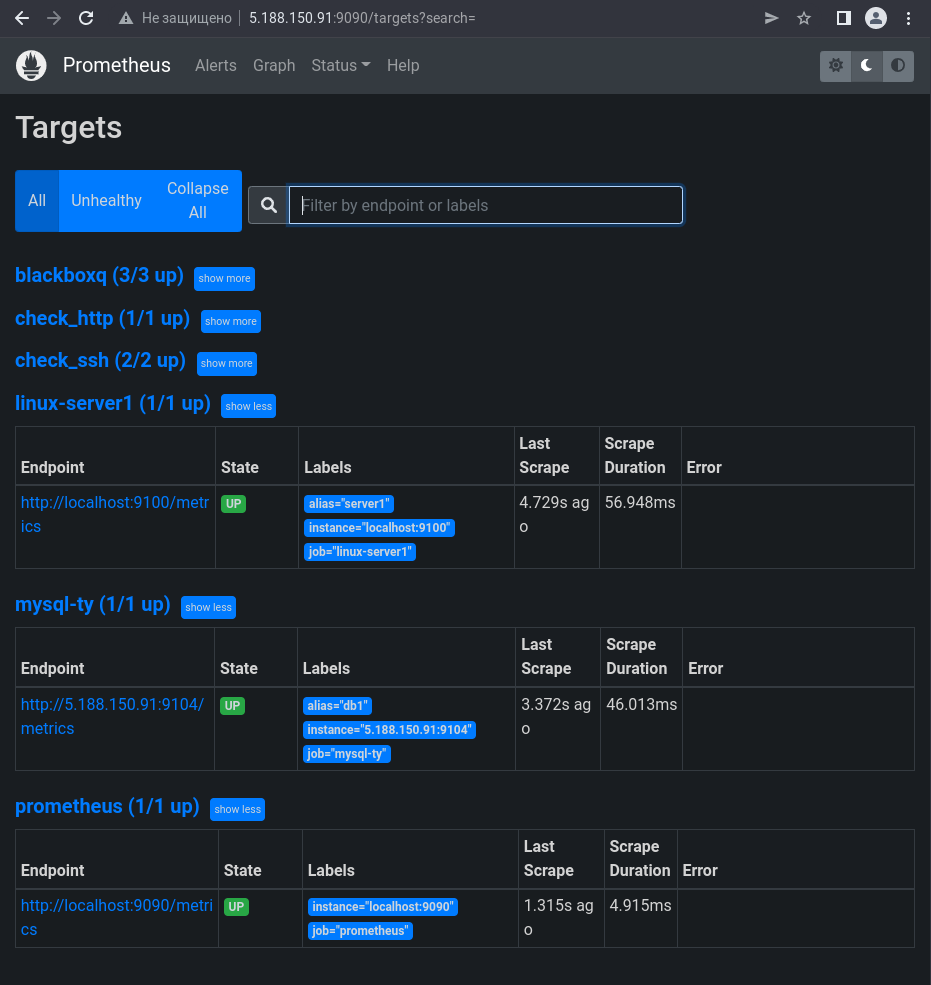 Не защищено 5.188.150.91:9090/targets?search=
Prometheus Alerts Graph Status Help
Targets
All Unhealthy Collapse All
Filter by endpoint or labels
blackboxq (3/3 up) show more
check_http (1/1 up) show more
check_ssh (2/2 up) show more
linux-server1 (1/1 up) show less
Endpoint State Labels Last Scrape Scrape Duration Error
http://localhost:9100/metrics UP alias="server1" 4.729s ago 56.948ms
instance="localhost:9100"
job="linux-server1"
mysql-ty (1/1 up) show less
Endpoint State Labels Last Scrape Scrape Duration Error
http://5.188.150.91:9104/metrics UP alias="db1" 3.372s ago 46.013ms
instance="5.188.150.91:9104"
job="mysql-ty"
prometheus (1/1 up) show less
Endpoint State Labels Last Scrape Scrape Duration Error
http://localhost:9090/metrics UP instance="localhost:9090" 1.315s ago 4.915ms
job="prometheus"